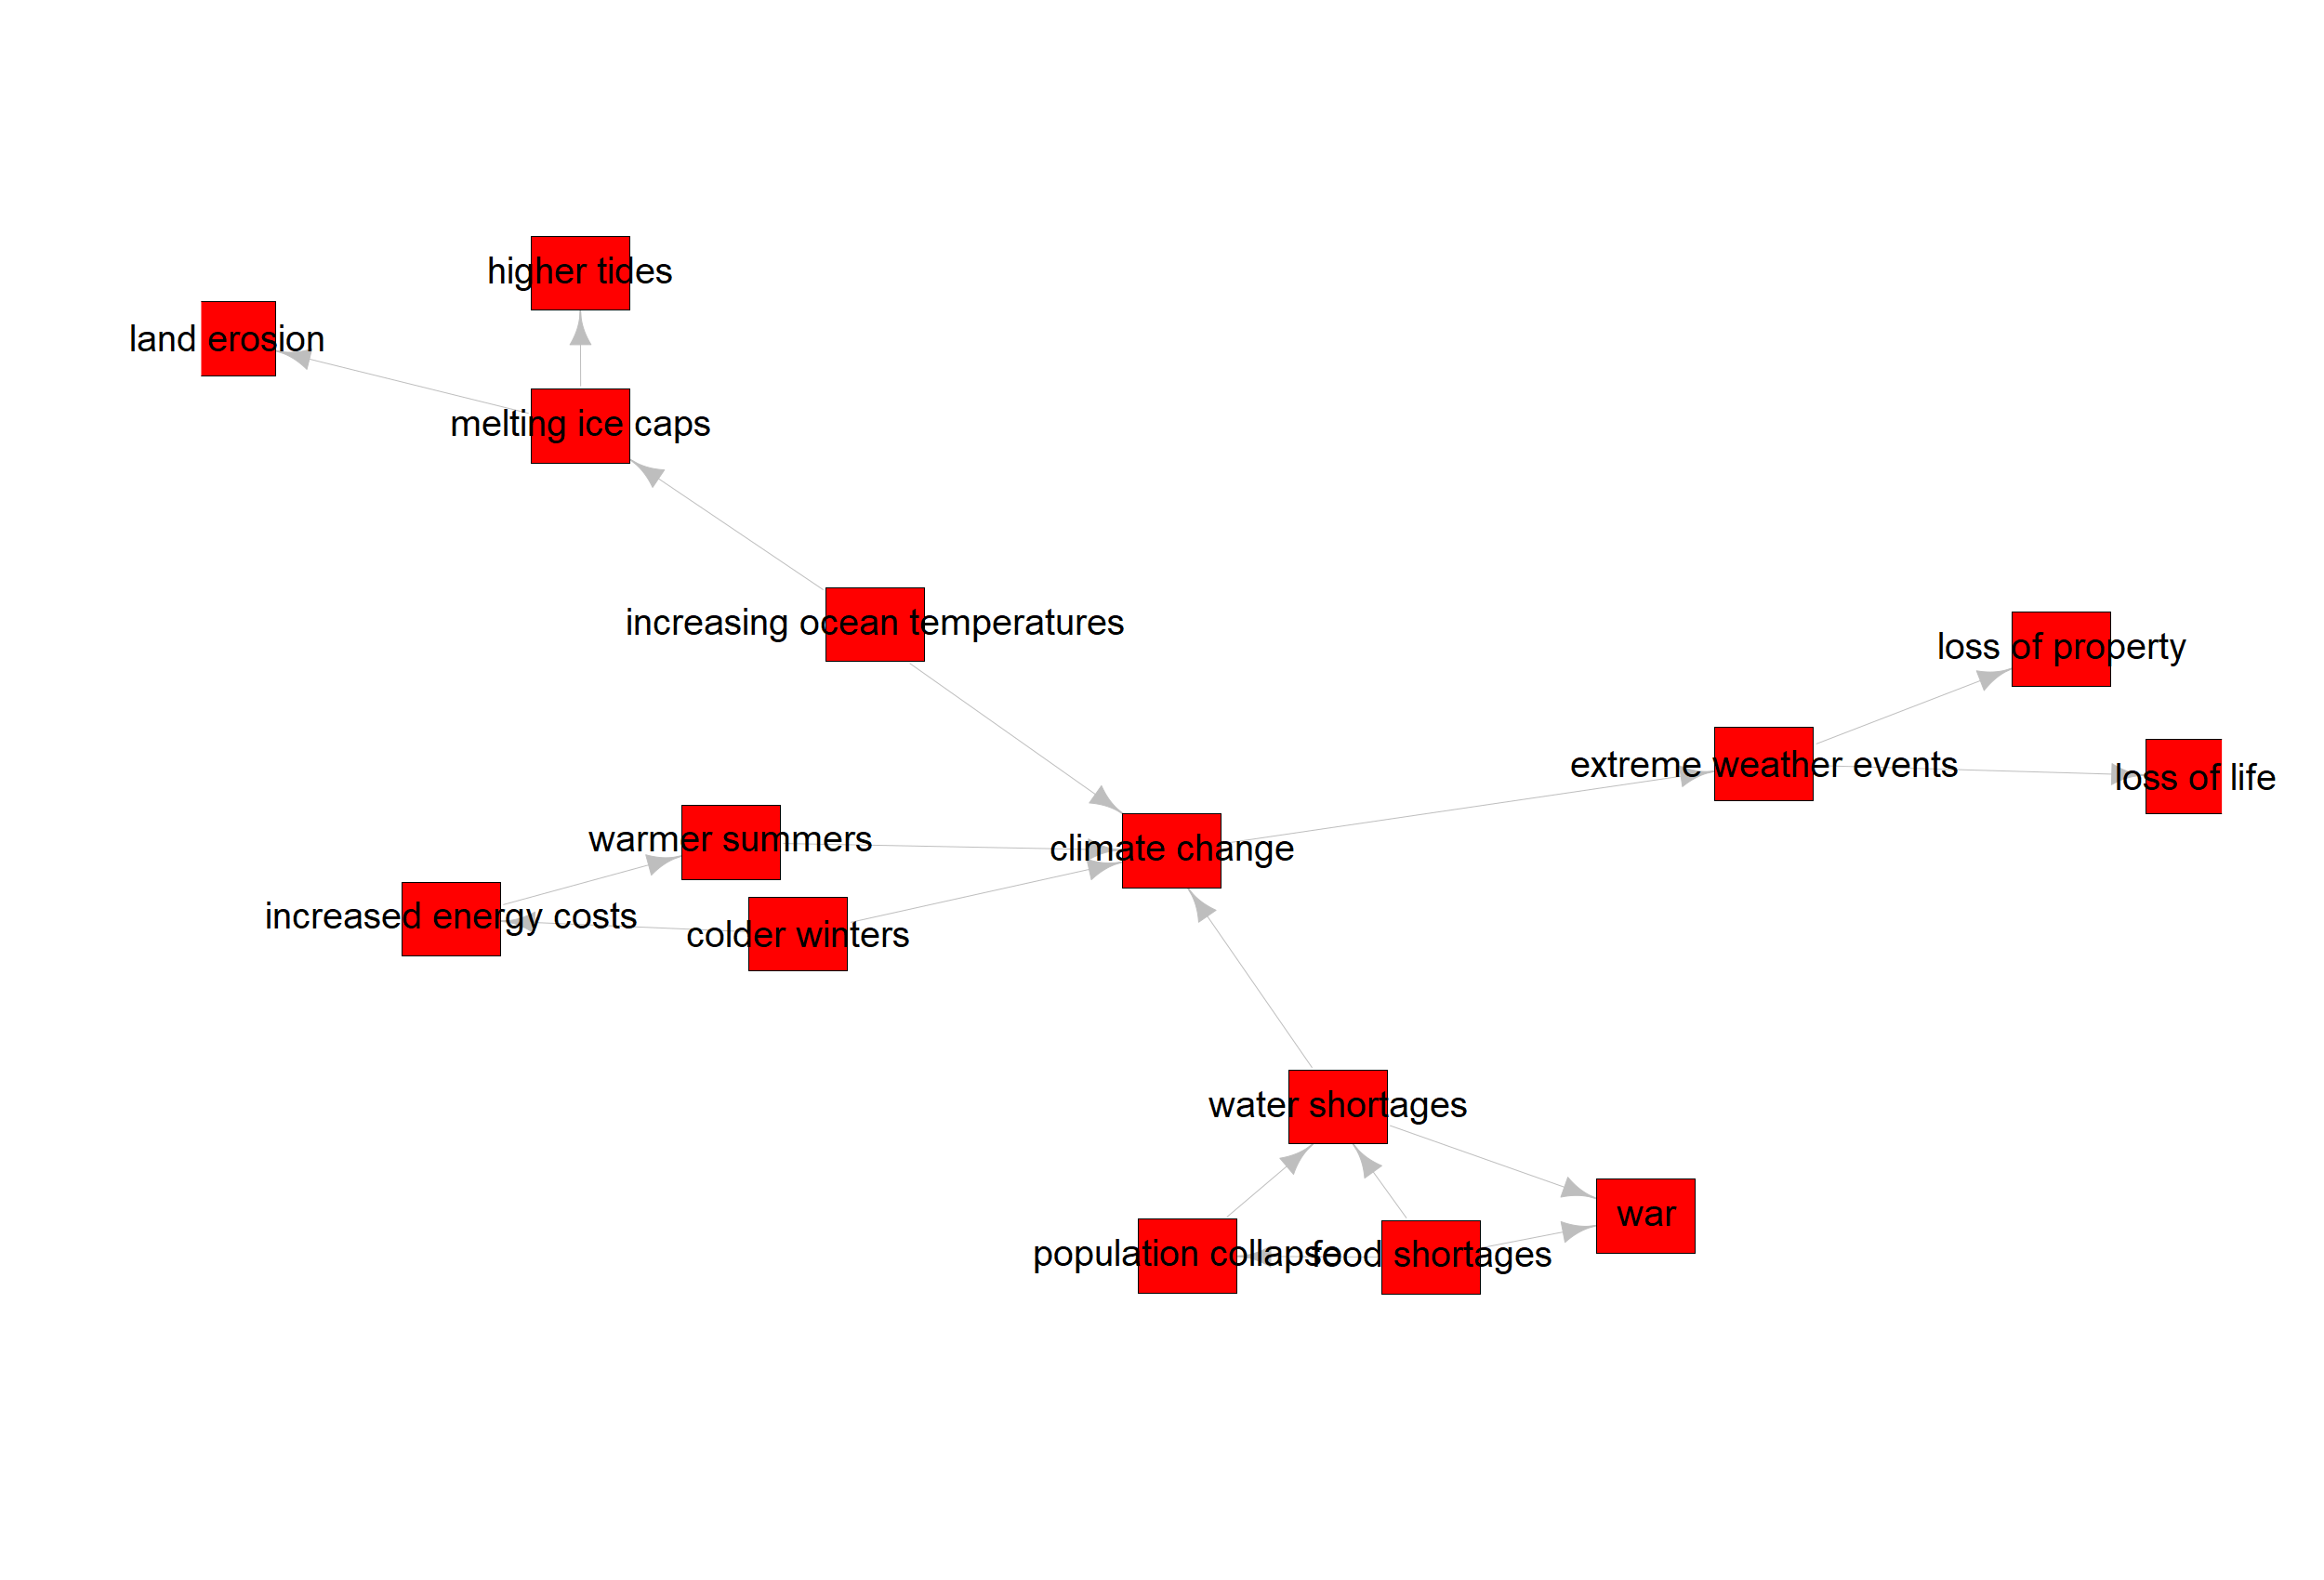 higher tides
land erosion
melting ice caps
increasing ocean temperatures
loss of property
extreme weather events
loss of life
warmer summers
climate change
increased energy costs
colder winters
water shortages
war
population collapse
food shortages